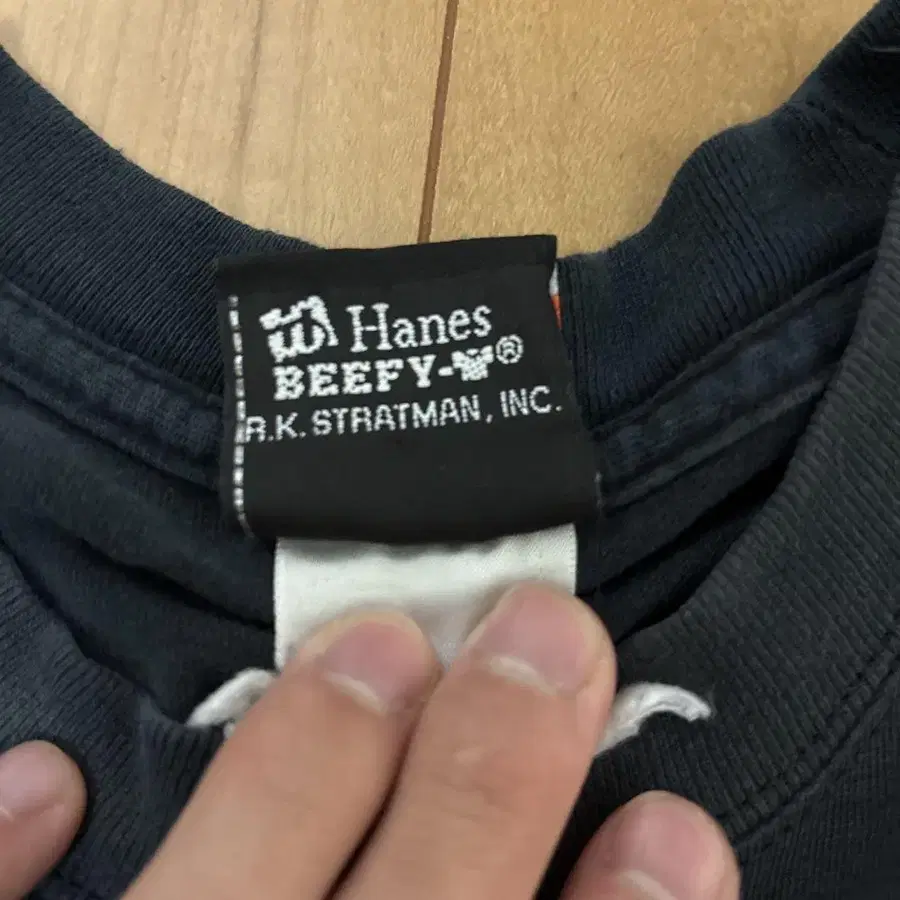 Hanes
BEEFY-T®
R.K. STRATMAN, INC.